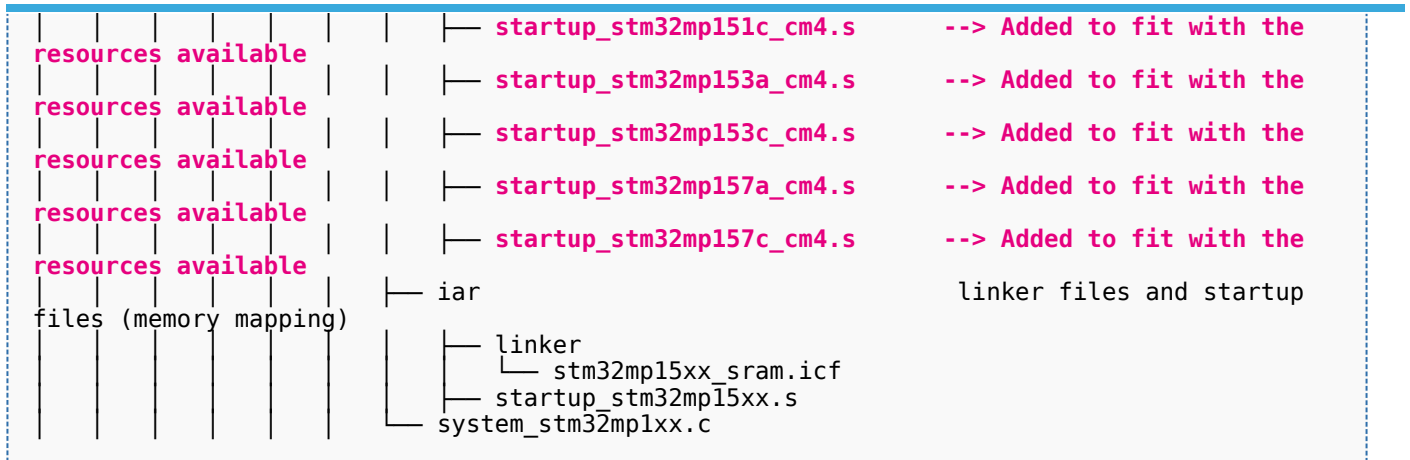 │   │   │   │   │   │   │   ├── startup_stm32mp151c_cm4.s      --> Added to fit with the
resources available
│   │   │   │   │   │   │   ├── startup_stm32mp153a_cm4.s      --> Added to fit with the
resources available
│   │   │   │   │   │   │   ├── startup_stm32mp153c_cm4.s      --> Added to fit with the
resources available
│   │   │   │   │   │   │   ├── startup_stm32mp157a_cm4.s      --> Added to fit with the
resources available
│   │   │   │   │   │   │   ├── startup_stm32mp157c_cm4.s      --> Added to fit with the
resources available
│   │   │   │   │   │   ├── iar                                   linker files and startup
files (memory mapping)
│   │   │   │   │   │   │   ├── linker
│   │   │   │   │   │   │   │   └── stm32mp15xx_sram.icf
│   │   │   │   │   │   │   ├── startup_stm32mp15xx.s
│   │   │   │   │   │   └── system_stm32mp1xx.c